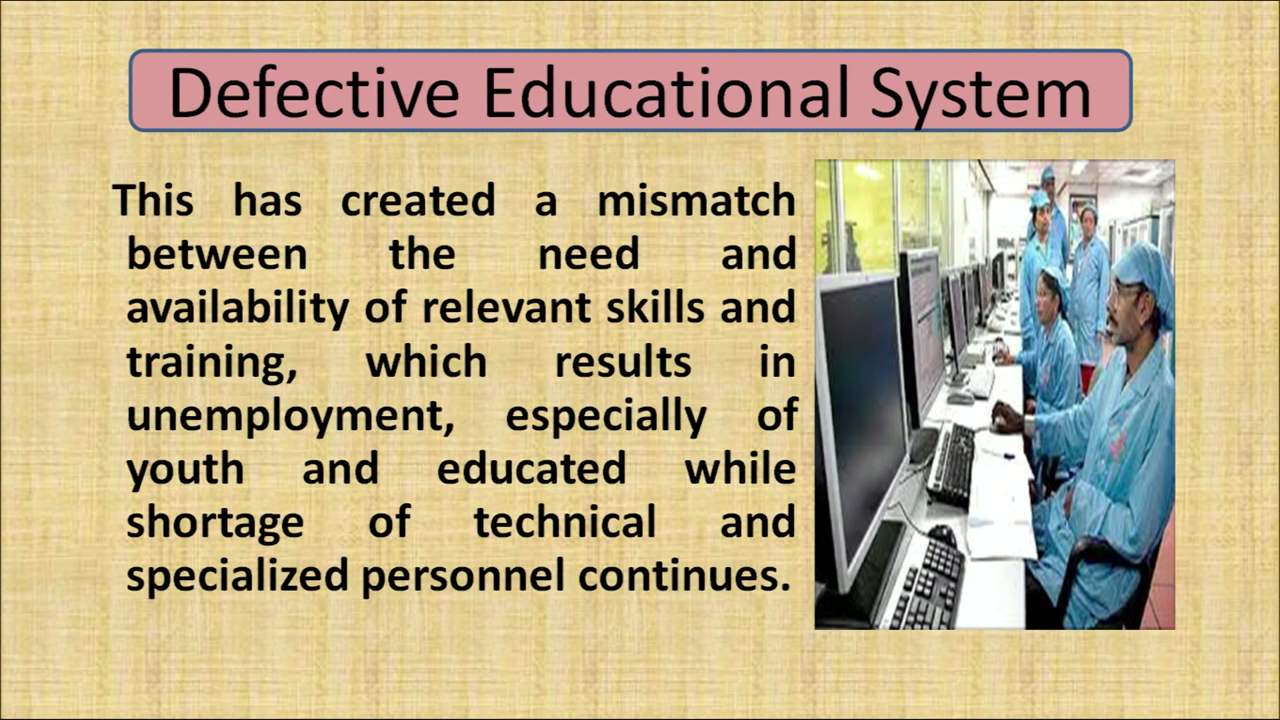 Defective Educational System
This has created a mismatch
between the need and
availability of relevant skills and
training, which results in
unemployment, especially of
youth and educated while
shortage of technical and
specialized personnel continues.